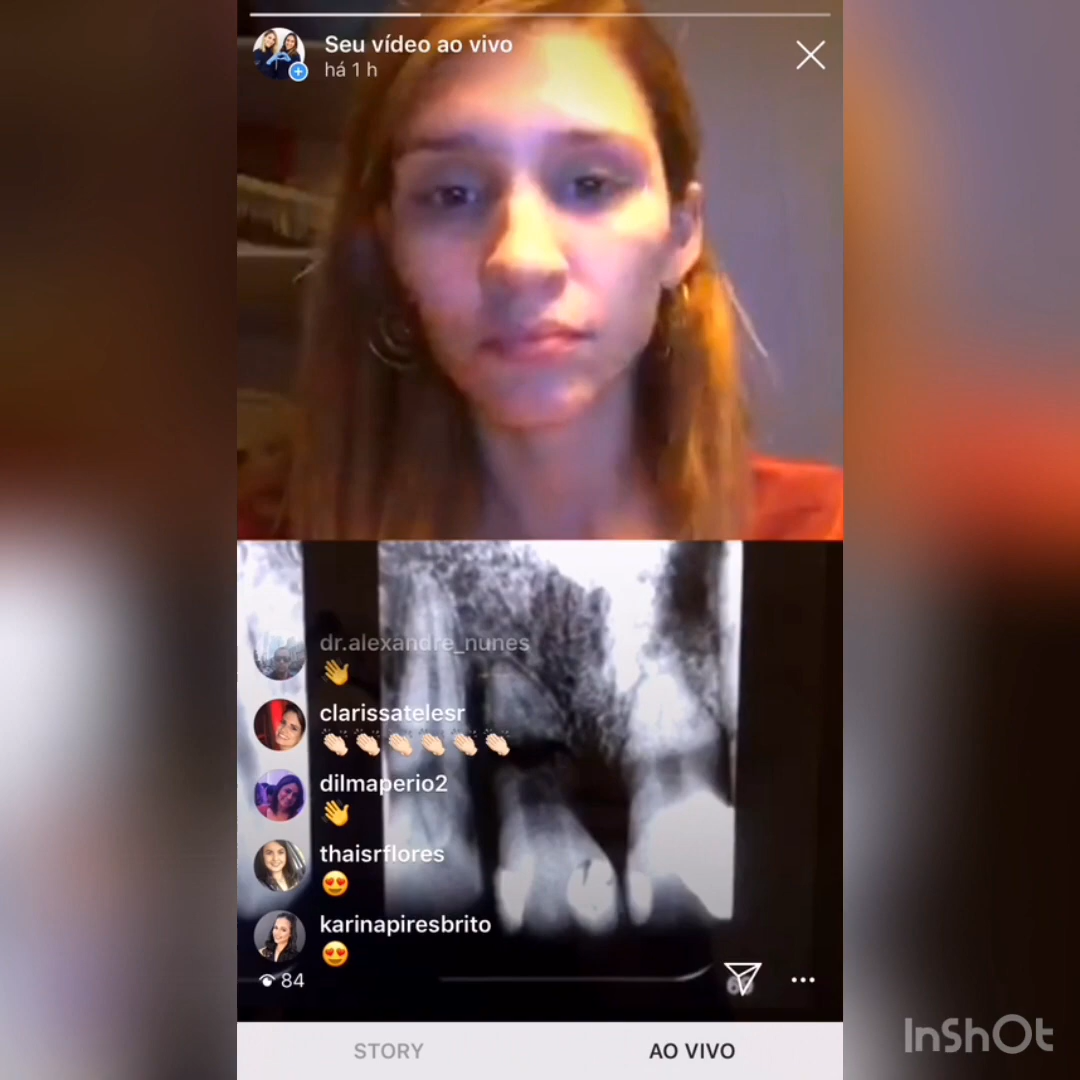 Seu vídeo ao vivo
há 1 h
dr.alexandre_nunes
👋
clarissatelesr
👏🏻👏🏻👏🏻👏🏻👏🏻👏🏻
dilmaperio2
👋
thaisrflores
😍
karinapiresbrito
😍
84
STORY
AO VIVO
InShOt